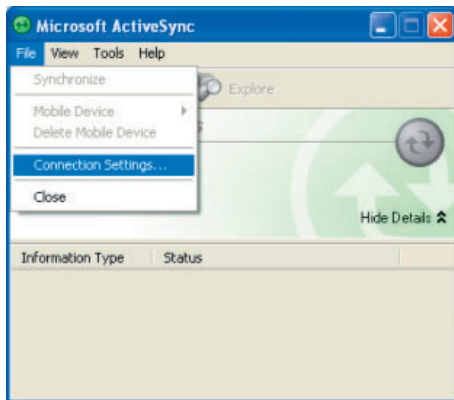 Microsoft ActiveSync
File View Tools Help
Synchronize
Explore
Mobile Device
Delete Mobile Device
Connection Settings...
Close
Hide Details
Information Type Status